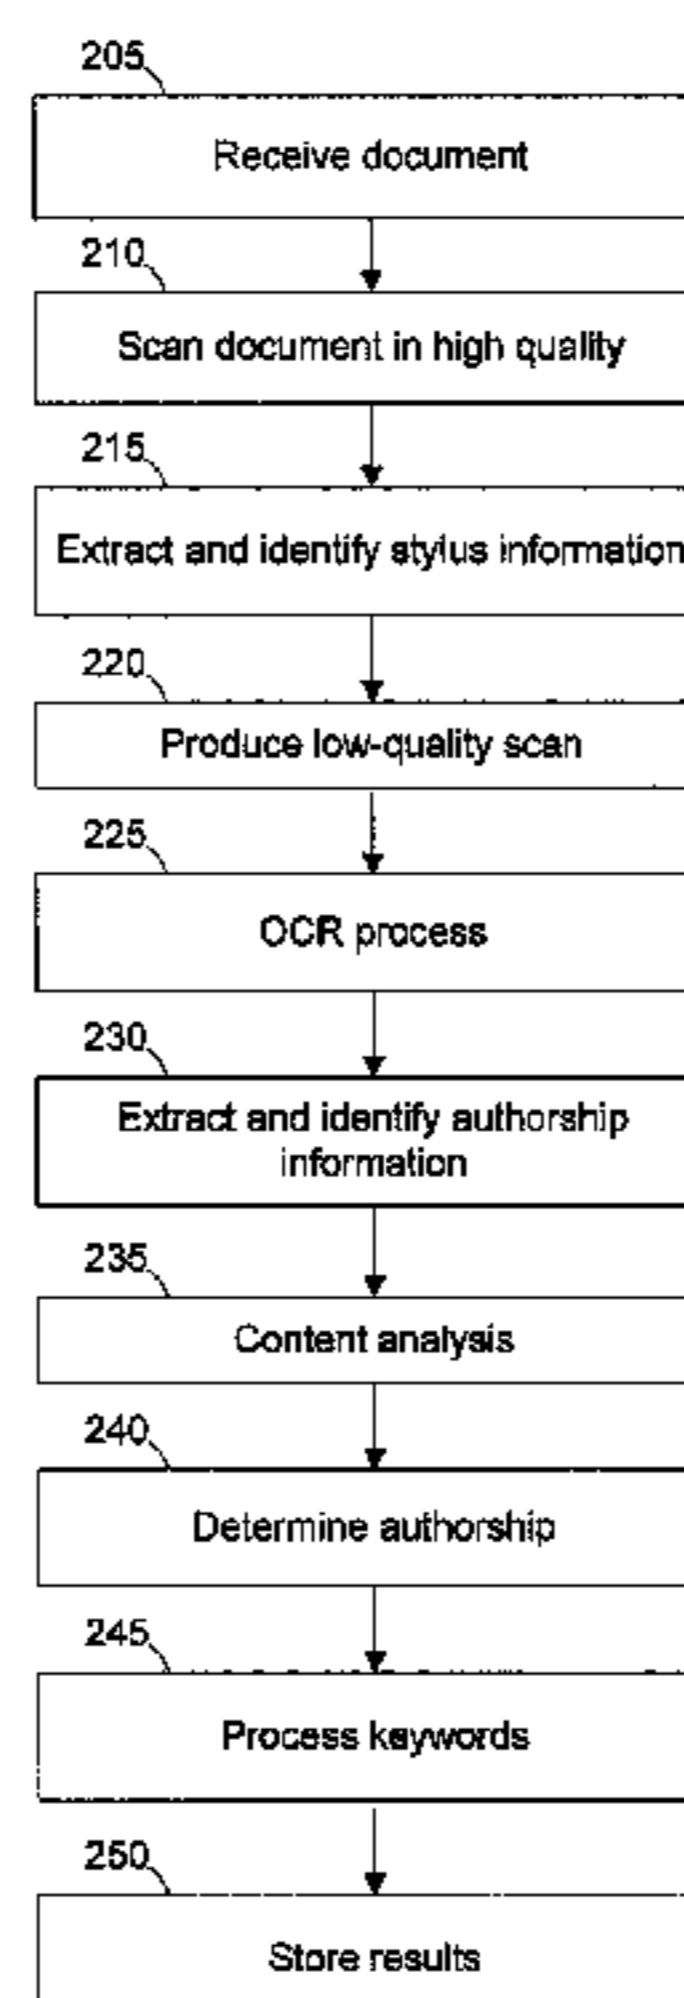 205
Receive document
210
Scan document in high quality
215
Extract and identify stylus information
220
Produce low-quality scan
225
OCR process
230
Extract and identify authorship
information
235
Content analysis
240
Determine authorship
245
Process keywords
250
Store results